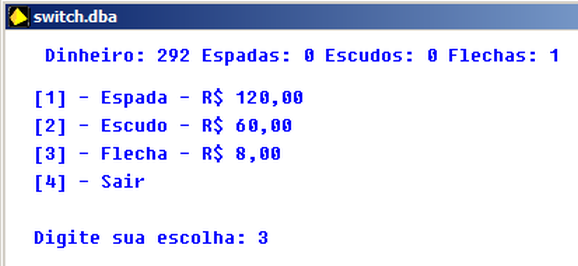 switch.dba
Dinheiro: 292 Espadas: 0 Escudos: 0 Flechas: 1
[1] - Espada - R$ 120,00
[2] - Escudo - R$ 60,00
[3] - Flecha - R$ 8,00
[4] - Sair
Digite sua escolha: 3